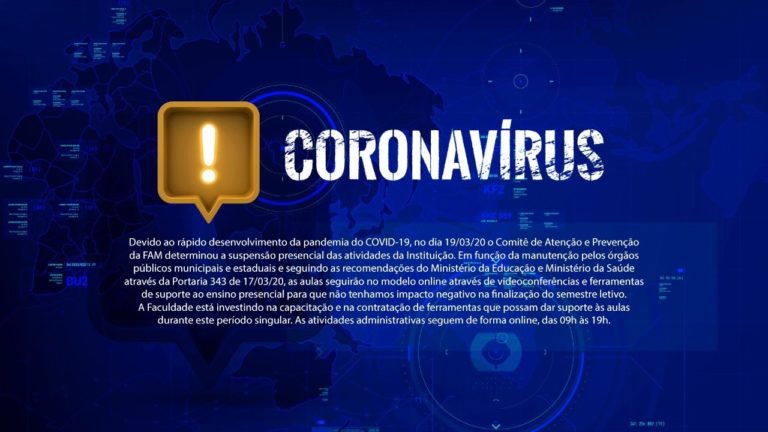 !
CORONAVÍRUS
KFZ
BU2
Devido ao rápido desenvolvimento da pandemia do COVID-19, no dia 19/03/20 o Comitê de Atenção e Prevenção
da FAM determinou a suspensão presencial das atividades da Instituição. Em função da manutenção pelos órgãos
públicos municipais e estaduais e seguindo as recomendações do Ministério da Educação e Ministério da Saúde
através da Portaria 343 de 17/03/20, as aulas seguirão no modelo online através de videoconferências e ferramentas
de suporte ao ensino presencial para que não tenhamos impacto negativo na finalização do semestre letivo.
A Faculdade está investindo na capacitação e na contratação de ferramentas que possam dar suporte às aulas
durante este período singular. As atividades administrativas seguem de forma online, das 09h às 19h.